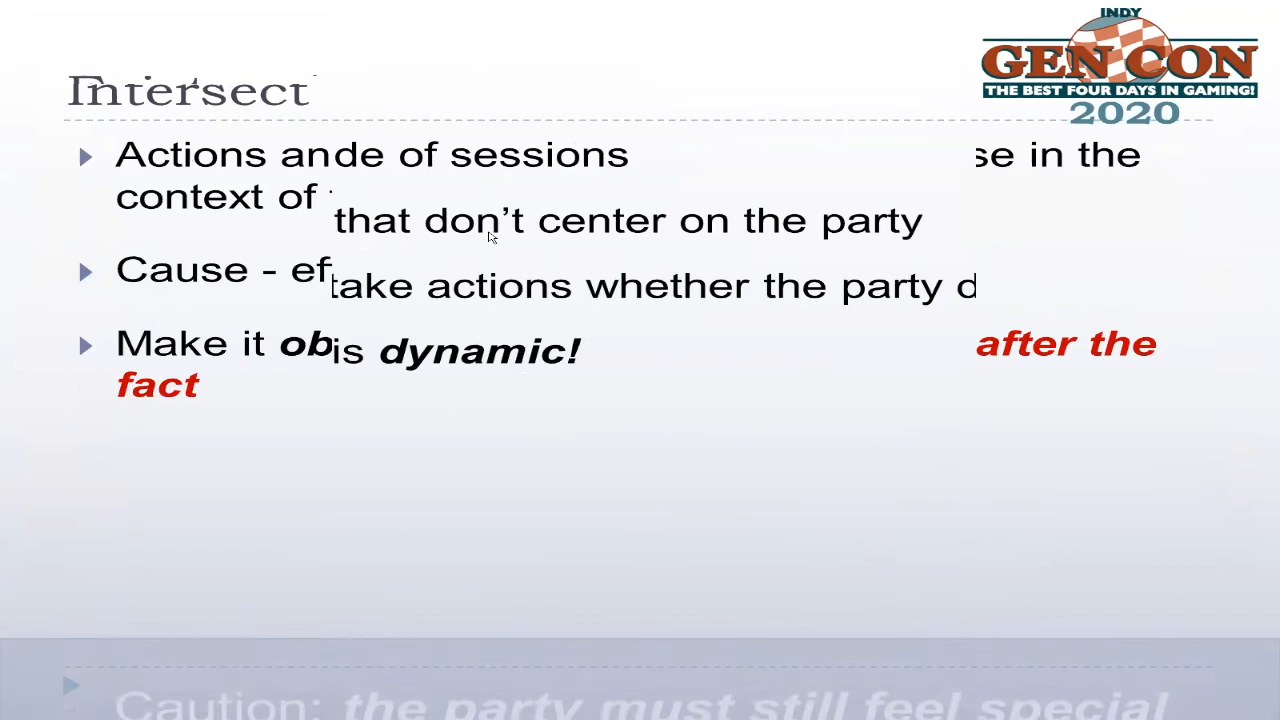 INDY
GEN CON
THE BEST FOUR DAYS IN GAMING!
2020
Intersect
Actions an de of sessions se in the
context of
that don't center on the party
Cause - ef
take actions whether the party d
Make it ob is dynamic! after the
fact
Caution: the party must still feel special